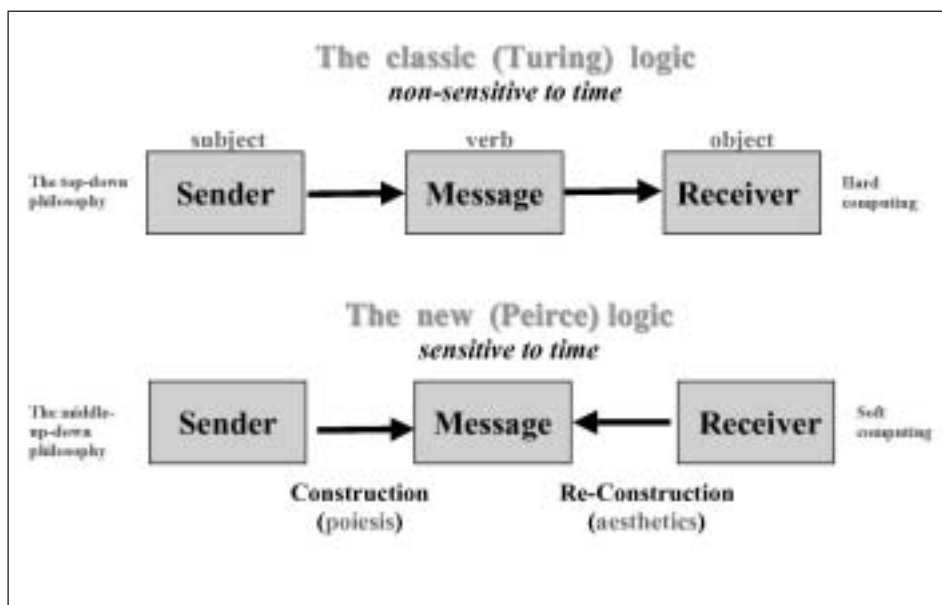 The classic (Turing) logic
non-sensitive to time
subject verb object
The top-down
philosophy
Sender Message Receiver
Hard
computing
The new (Peirce) logic
sensitive to time
The middle-
up-down
philosophy
Sender Message Receiver
Soft
computing
Construction
(poiesis)
Re-Construction
(aesthetics)